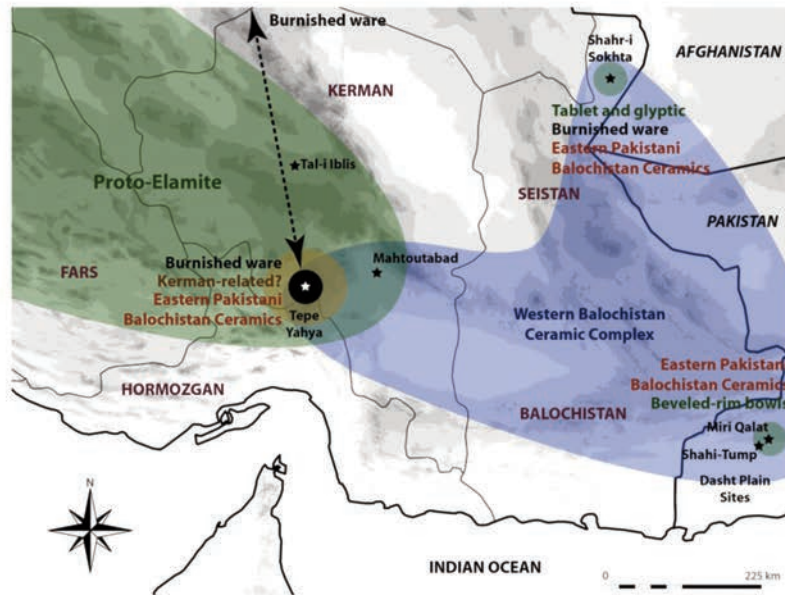 Burnished ware
Shahr-i
Sokhta
AFGHANISTAN
KERMAN
Tablet and glyptic
Burnished ware
Eastern Pakistani
Balochistan Ceramics
Tal-i Iblis
Proto-Elamite
SEISTAN
PAKISTAN
Mahtoutabad
FARS
Burnished ware
Kerman-related?
Eastern Pakistani
Balochistan Ceramics
Tepe
Yahya
Western Balochistan
Ceramic Complex
HORMOZGAN
Eastern Pakistan
Balochistan Ceramics
Beveled-rim bowls
BALOCHISTAN
Miri Qalat
Shahi-Tump
Dasht Plain
Sites
N
INDIAN OCEAN
0 225 km